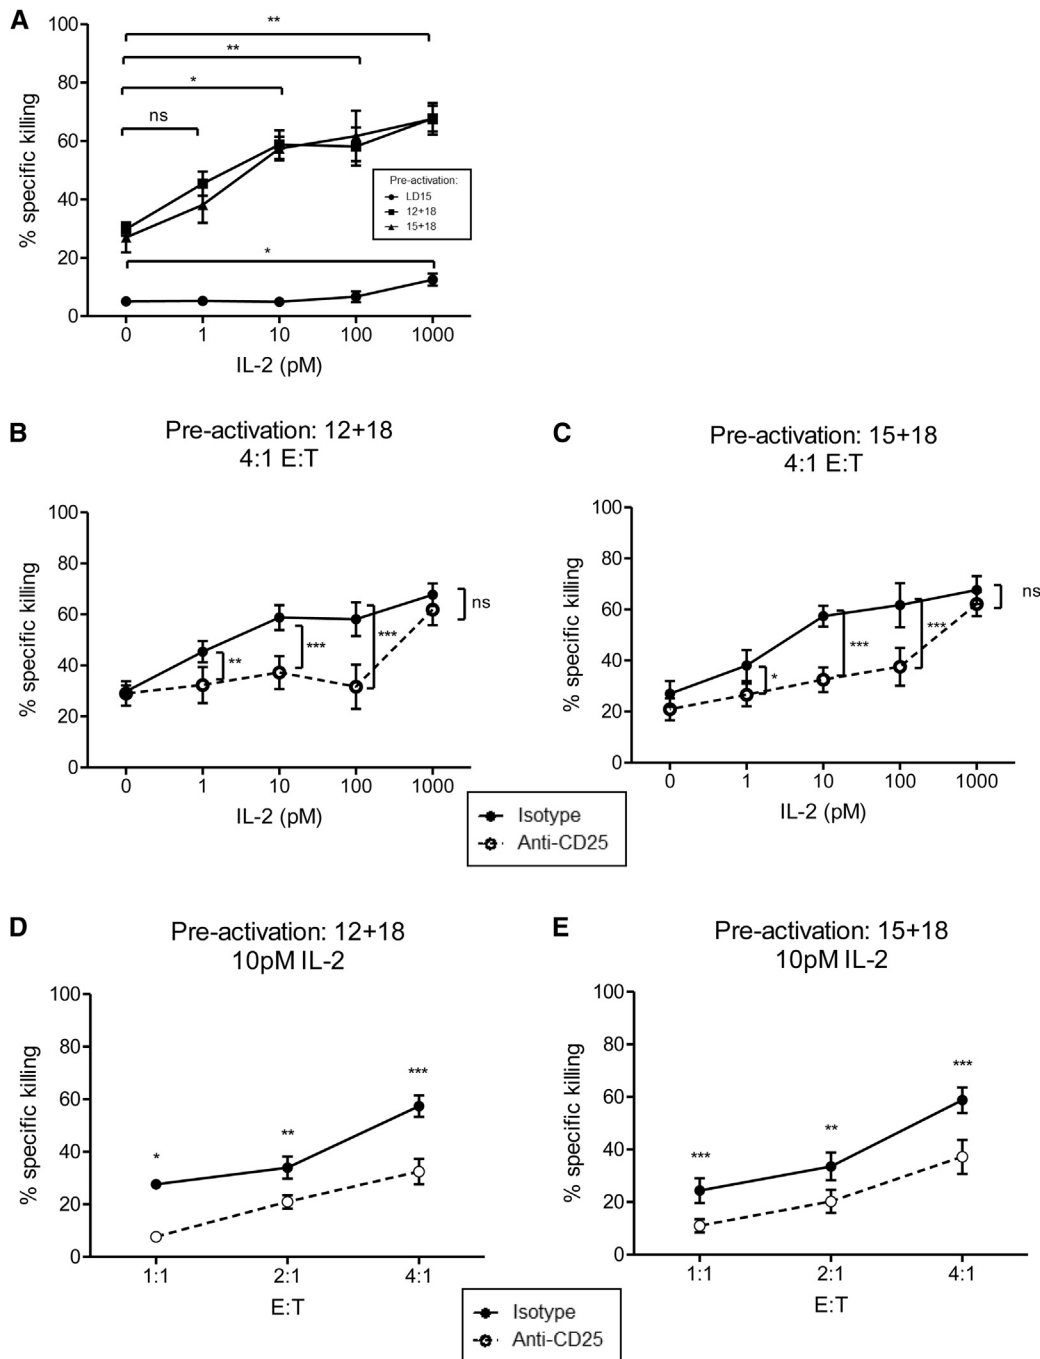 A
100
80
60
40
20
0
% specific killing
**
**
*
ns
*
Pre-activation:
LD15
12+18
15+18
0 1 10 100 1000
IL-2 (pM)
B
Pre-activation: 12+18
4:1 E:T
100
80
60
40
20
0
% specific killing
**
***
***
ns
0 1 10 100 1000
IL-2 (pM)
C
Pre-activation: 15+18
4:1 E:T
100
80
60
40
20
0
% specific killing
*
***
***
ns
0 1 10 100 1000
IL-2 (pM)
Isotype
Anti-CD25
D
Pre-activation: 12+18
10pM IL-2
100
80
60
40
20
0
% specific killing
*
**
***
1:1 2:1 4:1
E:T
E
Pre-activation: 15+18
10pM IL-2
100
80
60
40
20
0
% specific killing
***
**
***
1:1 2:1 4:1
E:T
Isotype
Anti-CD25